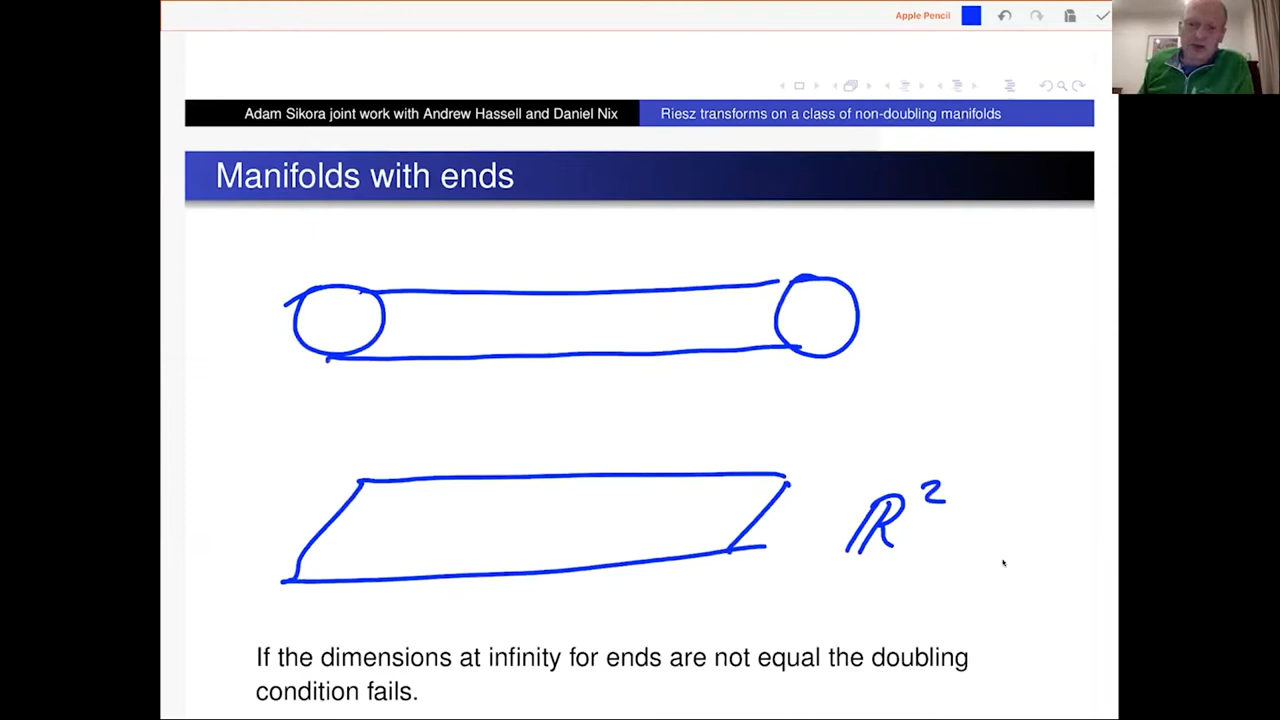 Apple Pencil
Adam Sikora joint work with Andrew Hassell and Daniel Nix
Riesz transforms on a class of non-doubling manifolds
Manifolds with ends
ℝ²
If the dimensions at infinity for ends are not equal the doubling
condition fails.